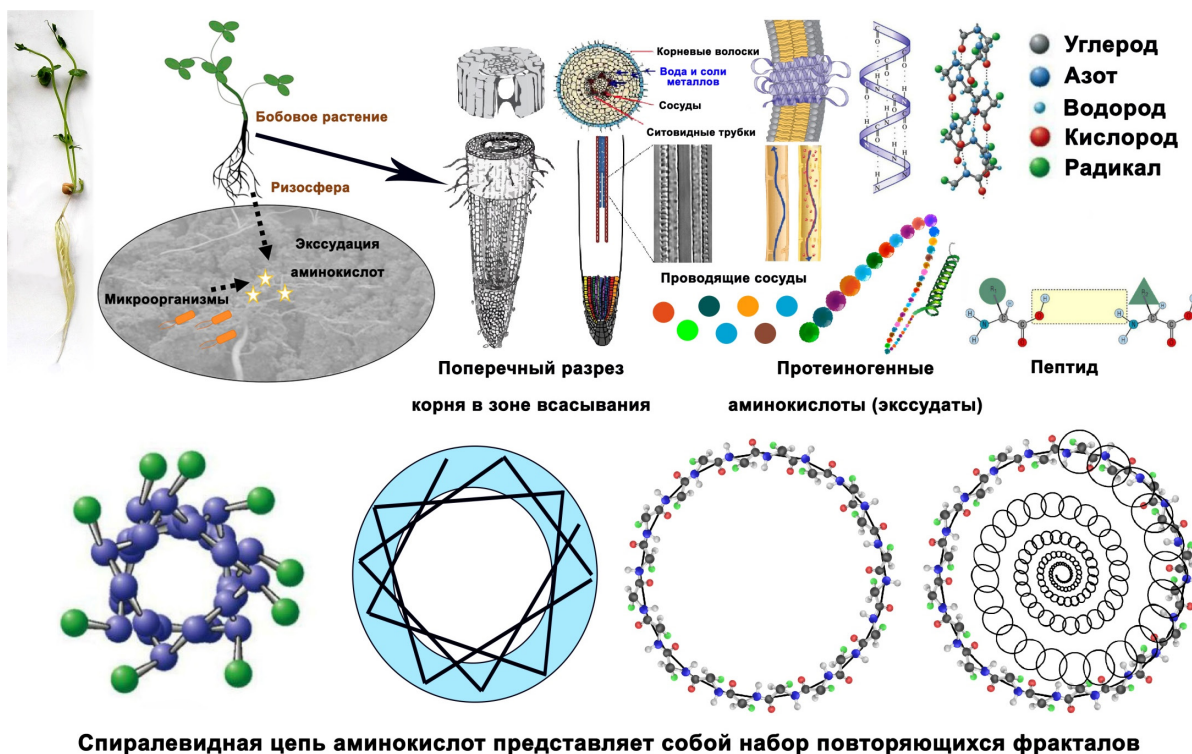 Бобовое растение
Ризосфера
Экссудация
аминокислот
Микроорганизмы
Корневые волоски
Вода и соли
металлов
Сосуды
Ситовидные трубки
Проводящие сосуды
Углерод
Азот
Водород
Кислород
Радикал
Поперечный разрез
корня в зоне всасывания
Протеиногенные
аминокислоты (экссудаты)
Пептид
Спиралевидная цепь аминокислот представляет собой набор повторяющихся фракталов